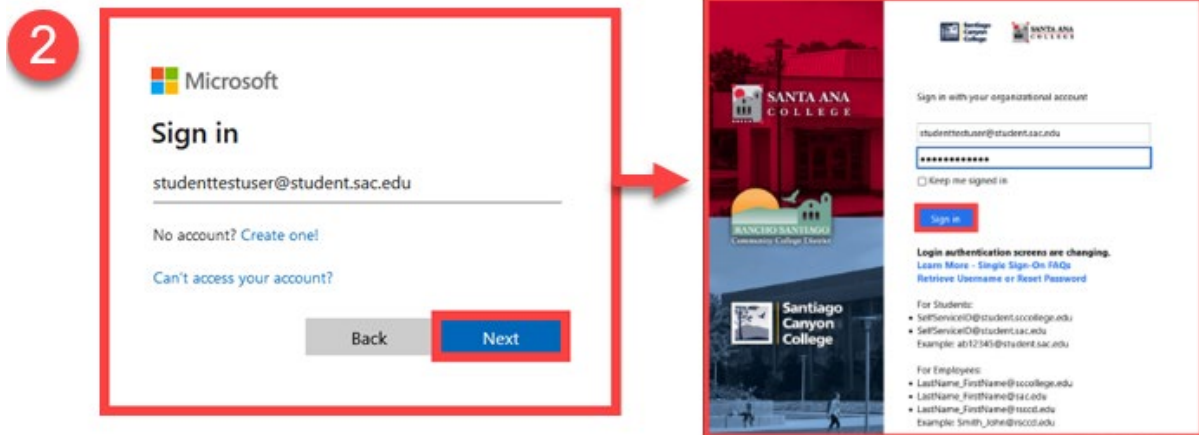 2
Microsoft
Sign in
studenttestuser@student.sac.edu
No account? Create one!
Can't access your account?
Back
Next
SANTA ANA
COLLEGE
RANCHO SANTIAGO
Community College District
Santiago
Canyon
College
Santiago
Canyon
College
SANTA ANA
COLLEGE
Sign in with your organizational account
studenttestuser@student.sac.edu
Keep me signed in
Sign in
Login authentication screens are changing.
Learn More - Single Sign-On FAQs
Retrieve Username or Reset Password
For Students:
• SelfServiceID@student.sccollege.edu
• SelfServiceID@student.sac.edu
Example: ab12345@student.sac.edu
For Employees:
• LastName_FirstName@sccollege.edu
• LastName_FirstName@sac.edu
• LastName_FirstName@rsccd.edu
Example: Smith_John@rsccd.edu